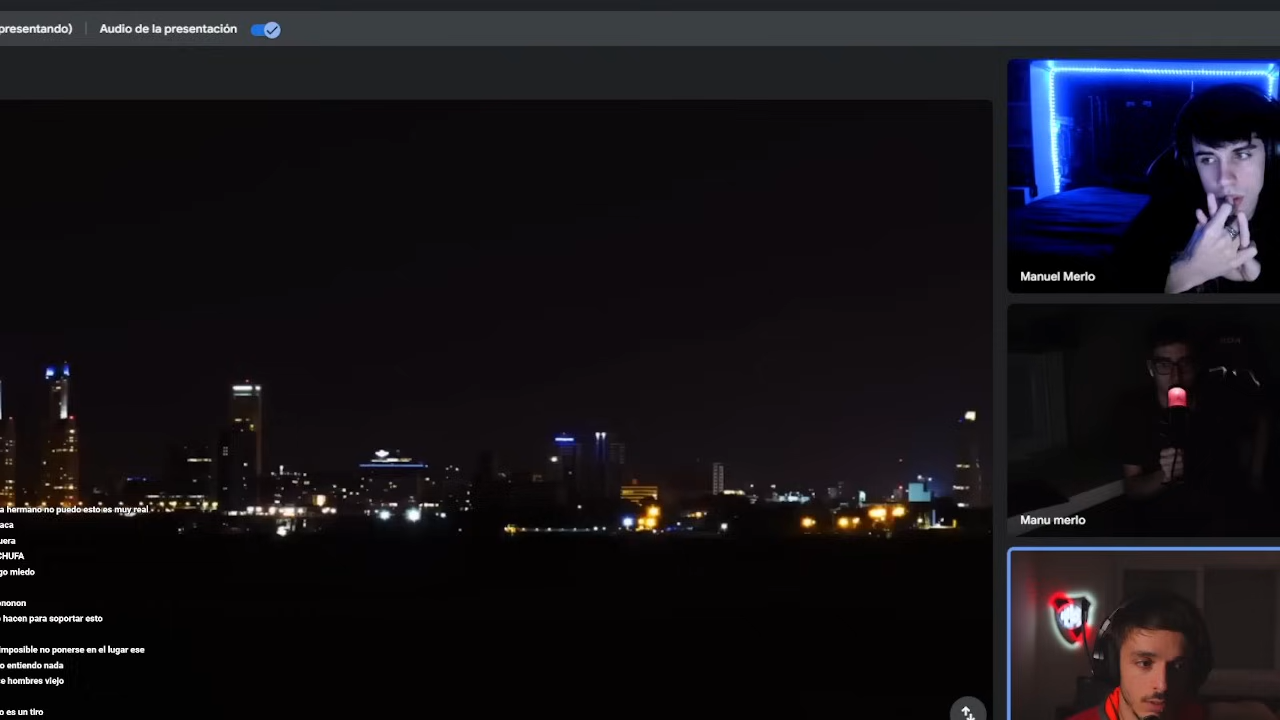 presentando)
Audio de la presentación
Manuel Merlo
a hermano no puedo esto es muy real
aca
uera
CHUFA
go miedo
ononon
hacen para soportar esto
imposible no ponerse en el lugar ese
o entiendo nada
e hombres viejo
o es un tiro
Manu merlo